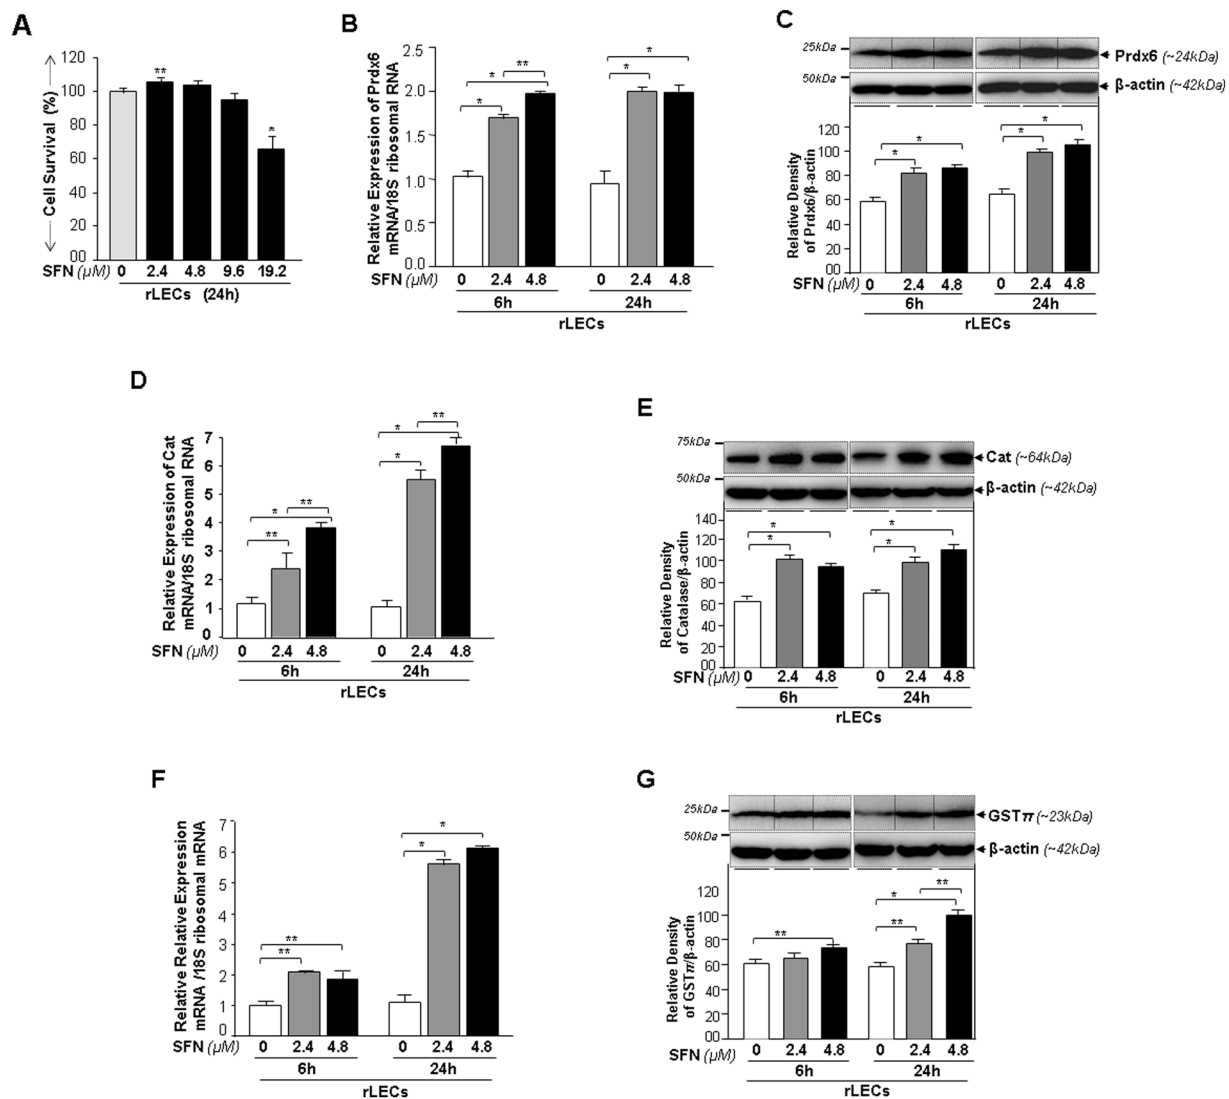 A
Cell Survival (%)
120
100
80
60
40
20
00
**
*
SFN (µM) 0 2.4 4.8 9.6 19.2
rLECs (24h)
B
Relative Expression of Prdx6
mRNA/18S ribosomal RNA
2.5
2.0
1.5
1.0
0.5
0.0
* * **
* *
SFN (µM) 0 2.4 4.8 0 2.4 4.8
6h 24h
rLECs
C
25kDa
Prdx6 (~24kDa)
50kDa
β-actin (~42kDa)
Relative Density
of Prdx6/β-actin
120
100
80
60
40
20
00
* *
* *
SFN (µM) 0 2.4 4.8 0 2.4 4.8
6h 24h
rLECs
D
Relative Expression of Cat
mRNA/18S ribosomal RNA
7
6
5
4
3
2
1
0
** * **
* * **
SFN (µM) 0 2.4 4.8 0 2.4 4.8
6h 24h
rLECs
E
75kDa
Cat (~64kDa)
50kDa
β-actin (~42kDa)
Relative Density
of Catalase/β-actin
140
120
100
80
60
40
20
00
* *
* *
SFN (µM) 0 2.4 4.8 0 2.4 4.8
6h 24h
rLECs
F
Relative Relative Expression
mRNA /18S ribosomal mRNA
7
6
5
4
3
2
1
0
** **
* *
SFN (µM) 0 2.4 4.8 0 2.4 4.8
6h 24h
rLECs
G
25kDa
GSTπ (~23kDa)
50kDa
β-actin (~42kDa)
Relative Density
of GSTπ/β-actin
120
100
80
60
40
20
00
**
** * **
SFN (µM) 0 2.4 4.8 0 2.4 4.8
6h 24h
rLECs